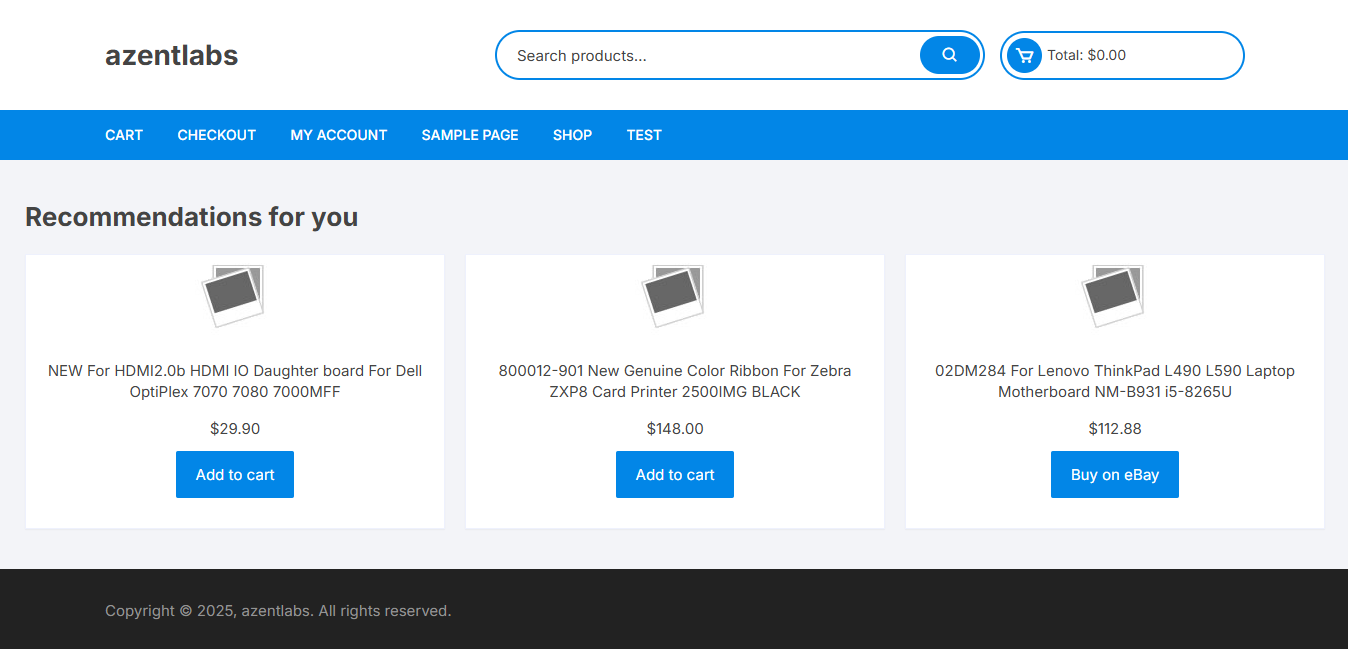 azentlabs
Search products…
Total: $0.00
CART
CHECKOUT
MY ACCOUNT
SAMPLE PAGE
SHOP
TEST
Recommendations for you
NEW For HDMI2.0b HDMI IO Daughter board For Dell
OptiPlex 7070 7080 7000MFF
$29.90
Add to cart
800012-901 New Genuine Color Ribbon For Zebra
ZXP8 Card Printer 2500IMG BLACK
$148.00
Add to cart
02DM284 For Lenovo ThinkPad L490 L590 Laptop
Motherboard NM-B931 i5-8265U
$112.88
Buy on eBay
Copyright © 2025, azentlabs. All rights reserved.